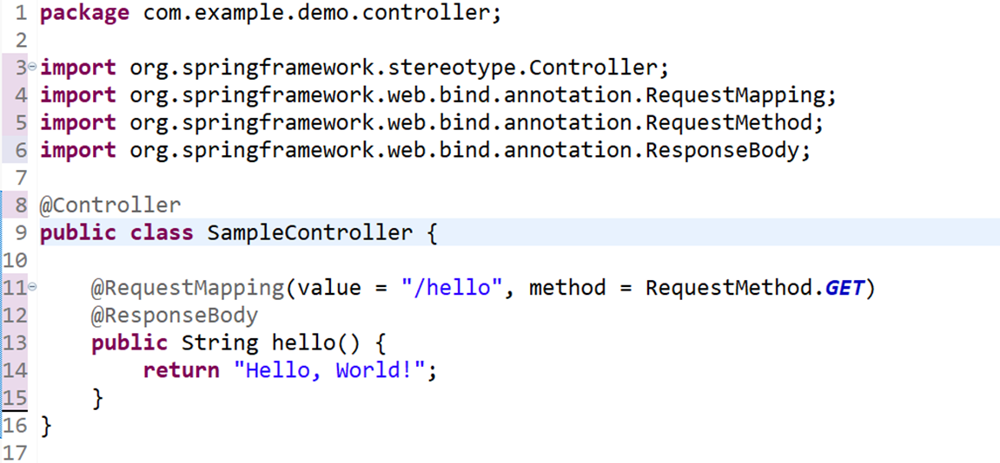 1 package com.example.demo.controller;
2
3 import org.springframework.stereotype.Controller;
4 import org.springframework.web.bind.annotation.RequestMapping;
5 import org.springframework.web.bind.annotation.RequestMethod;
6 import org.springframework.web.bind.annotation.ResponseBody;
7
8 @Controller
9 public class SampleController {
10
11     @RequestMapping(value = "/hello", method = RequestMethod.GET)
12     @ResponseBody
13     public String hello() {
14         return "Hello, World!";
15     }
16 }
17